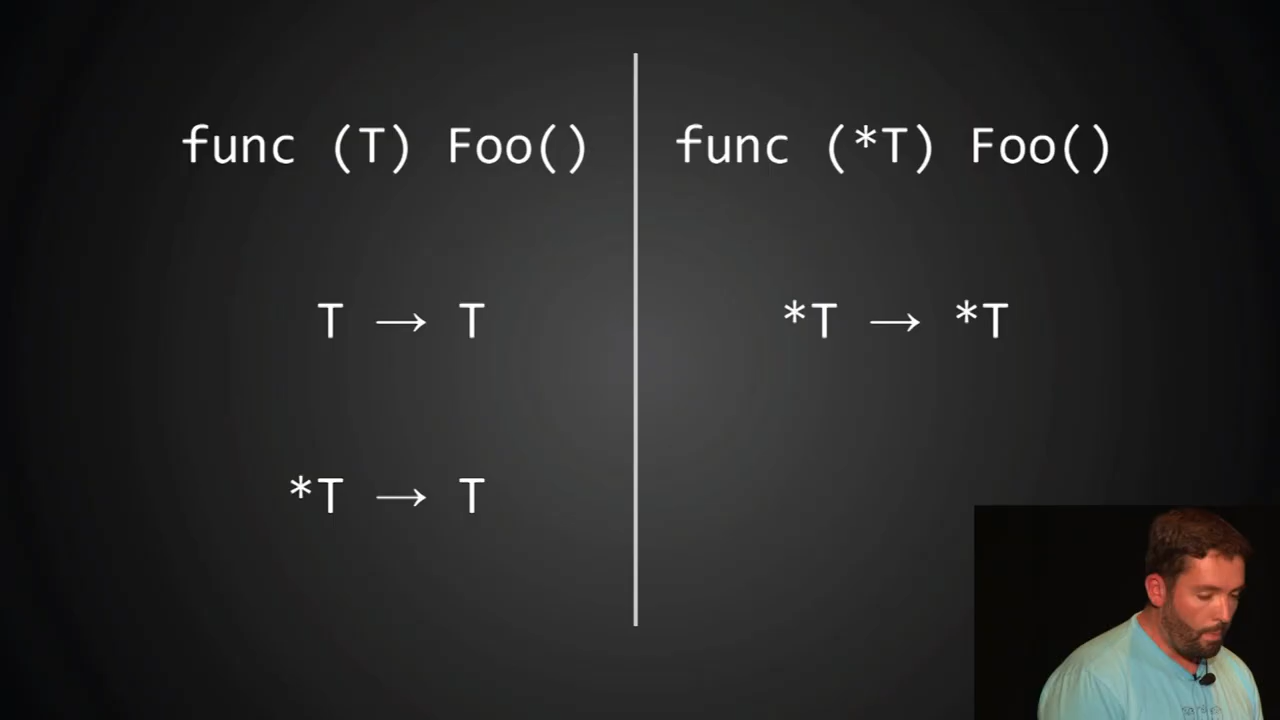 func (T) Foo()
T → T
*T → T
func (*T) Foo()
*T → *T